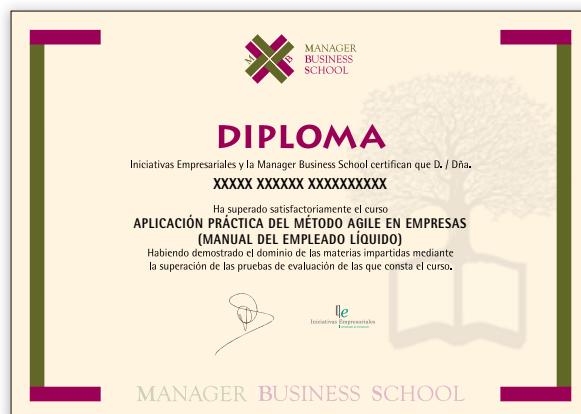 MANAGER
BUSINESS
SCHOOL
M B
DIPLOMA
Iniciativas Empresariales y la Manager Business School certifican que D. / Dña.
XXXXX XXXXXX XXXXXXXXXX
Ha superado satisfactoriamente el curso
APLICACIÓN PRÁCTICA DEL MÉTODO AGILE EN EMPRESAS
(MANUAL DEL EMPLEADO LÍQUIDO)
Habiendo demostrado el dominio de las materias impartidas mediante
la superación de las pruebas de evaluación de las que consta el curso.
Iniciativas Empresariales
MANAGER BUSINESS SCHOOL